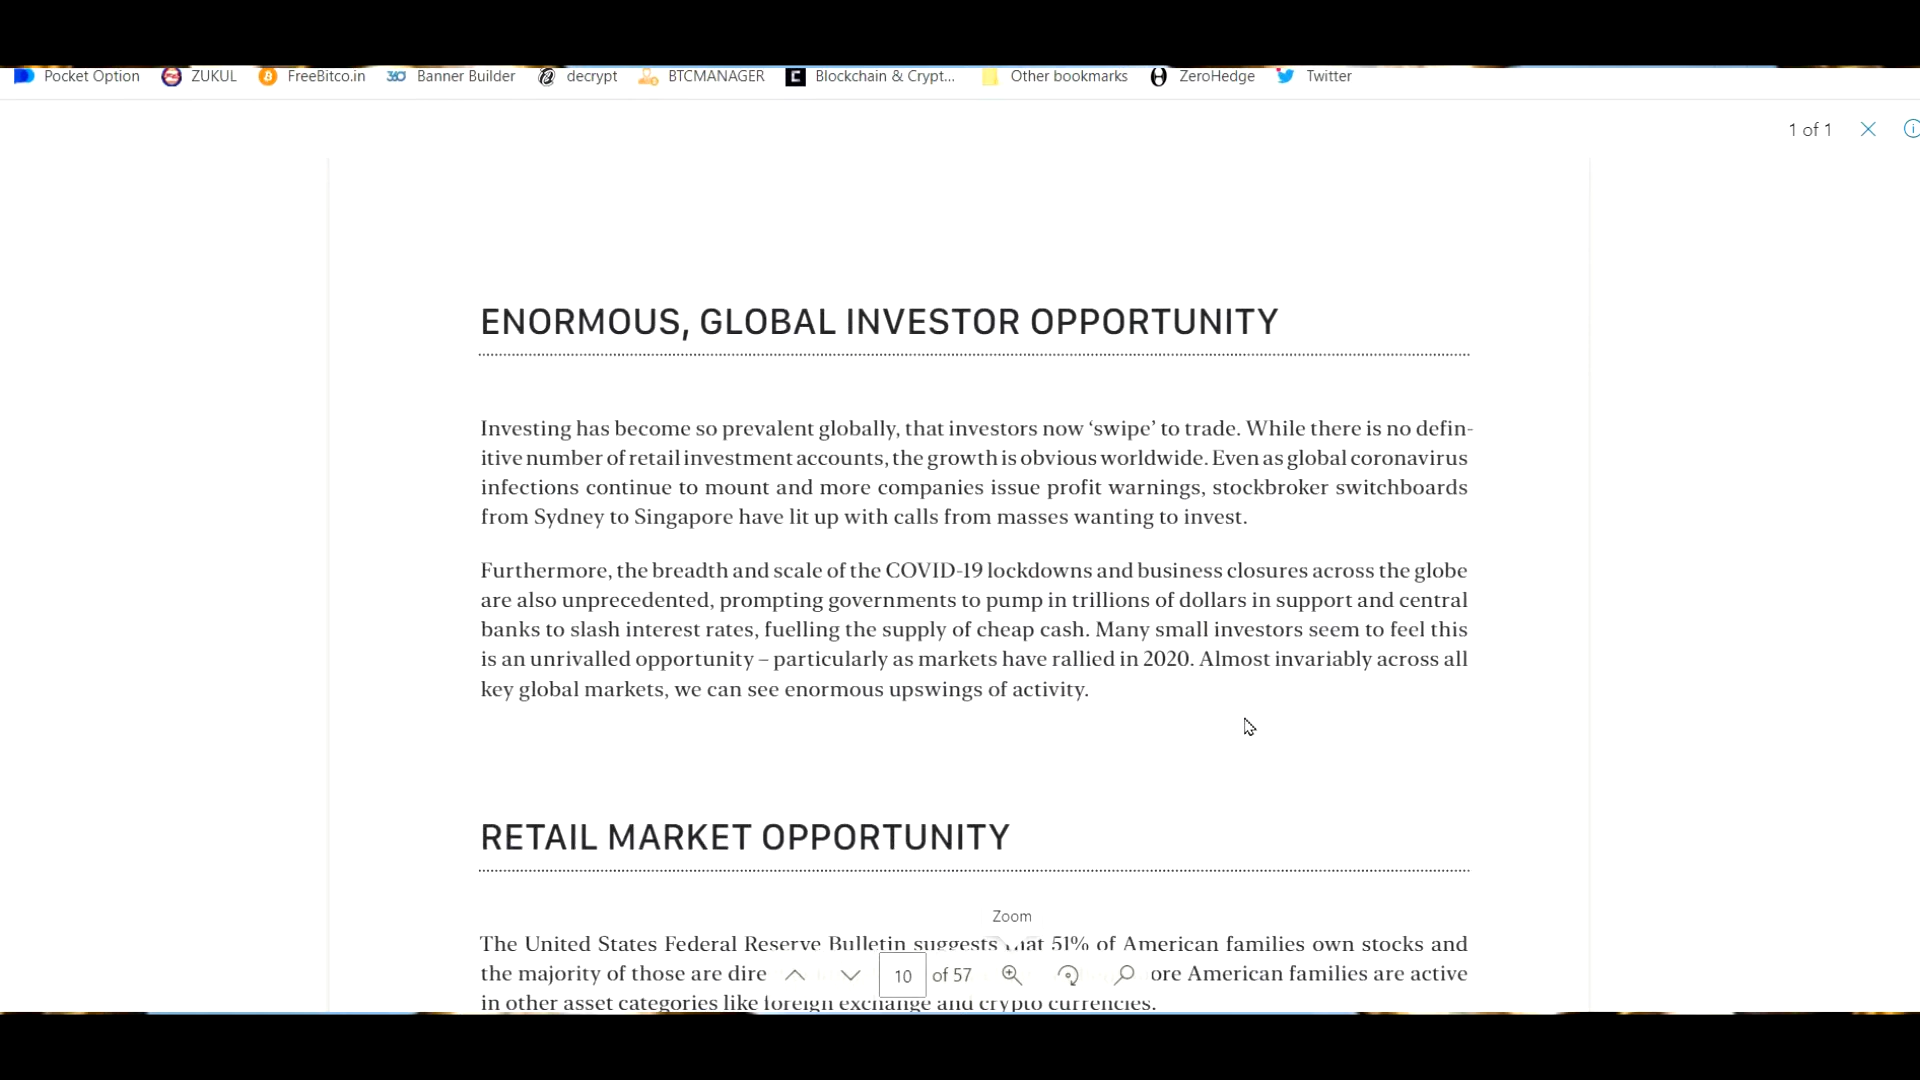 Pocket Option ZUKUL FreeBitco.in Banner Builder decrypt BTCMANAGER Blockchain & Crypt... Other bookmarks ZeroHedge Twitter
1 of 1
ENORMOUS, GLOBAL INVESTOR OPPORTUNITY
Investing has become so prevalent globally, that investors now ‘swipe’ to trade. While there is no defin-
itive number of retail investment accounts, the growth is obvious worldwide. Even as global coronavirus
infections continue to mount and more companies issue profit warnings, stockbroker switchboards
from Sydney to Singapore have lit up with calls from masses wanting to invest.
Furthermore, the breadth and scale of the COVID-19 lockdowns and business closures across the globe
are also unprecedented, prompting governments to pump in trillions of dollars in support and central
banks to slash interest rates, fuelling the supply of cheap cash. Many small investors seem to feel this
is an unrivalled opportunity – particularly as markets have rallied in 2020. Almost invariably across all
key global markets, we can see enormous upswings of activity.
RETAIL MARKET OPPORTUNITY
Zoom
The United States Federal Reserve Bulletin suggests that 51% of American families own stocks and
the majority of those are dire ore American families are active
10 of 57
in other asset categories like foreign exchange and crypto currencies.